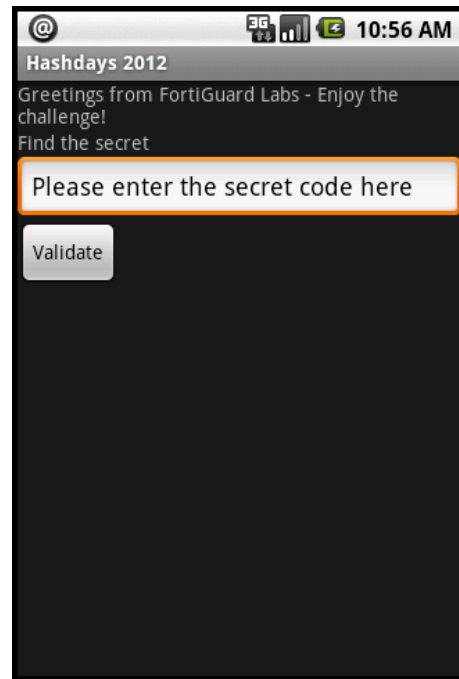 @ 3G 10:56 AM
Hashdays 2012
Greetings from FortiGuard Labs - Enjoy the
challenge!
Find the secret
Please enter the secret code here
Validate